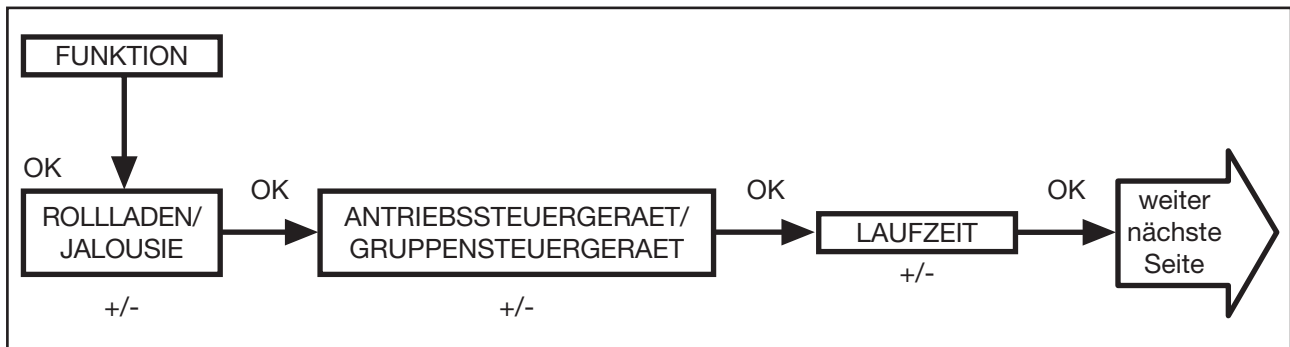 FUNKTION
OK
ROLLLADEN/
JALOUSIE
+/-
OK
ANTRIEBSSTEUERGERAET/
GRUPPENSTEUERGERAET
+/-
OK
LAUFZEIT
+/-
OK
weiter
nächste
Seite